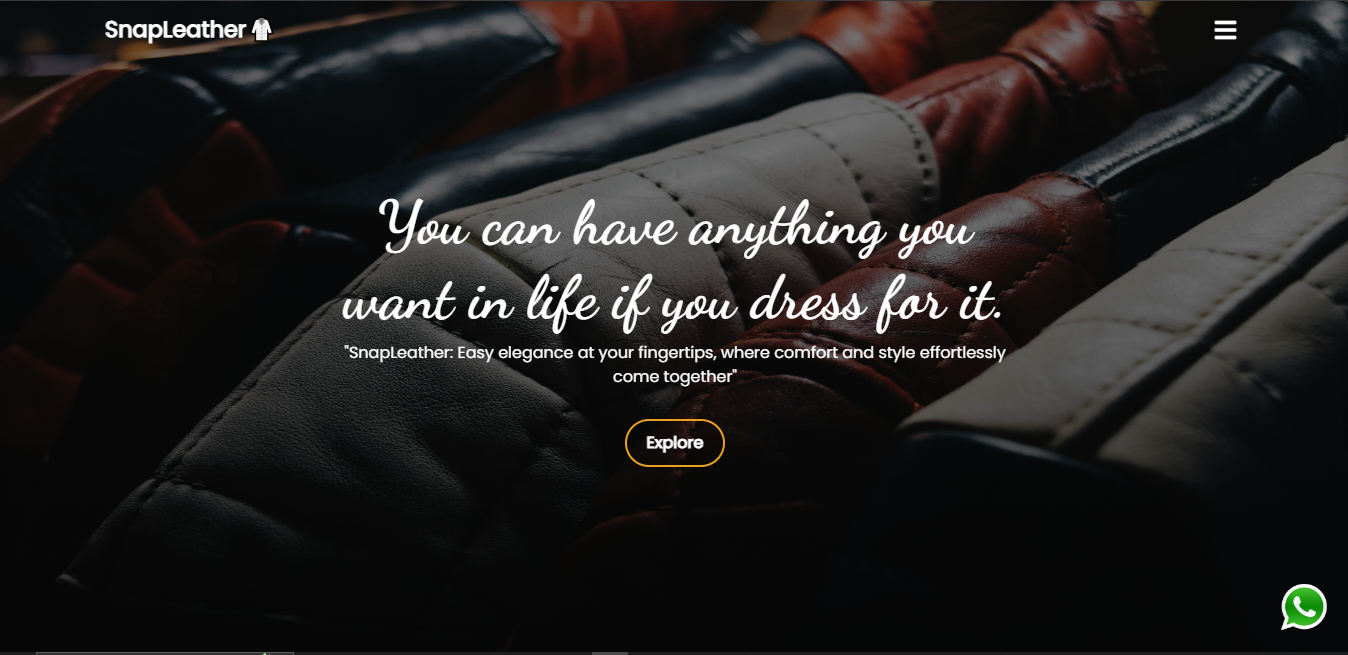 SnapLeather
You can have anything you
want in life if you dress for it.
"SnapLeather: Easy elegance at your fingertips, where comfort and style effortlessly
come together"
Explore